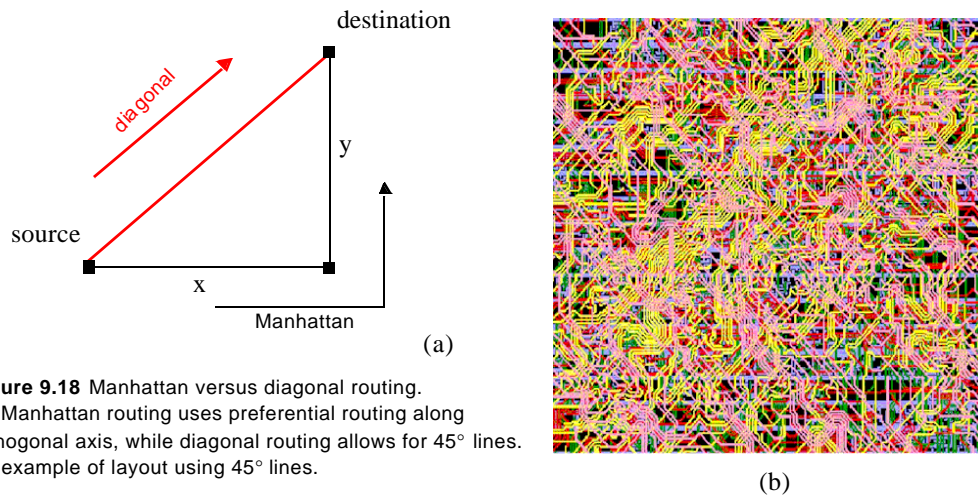 destination
diagonal
y
source
x
Manhattan
(a)
ure 9.18 Manhattan versus diagonal routing.
Manhattan routing uses preferential routing along
nogonal axis, while diagonal routing allows for 45° lines.
example of layout using 45° lines.
(b)